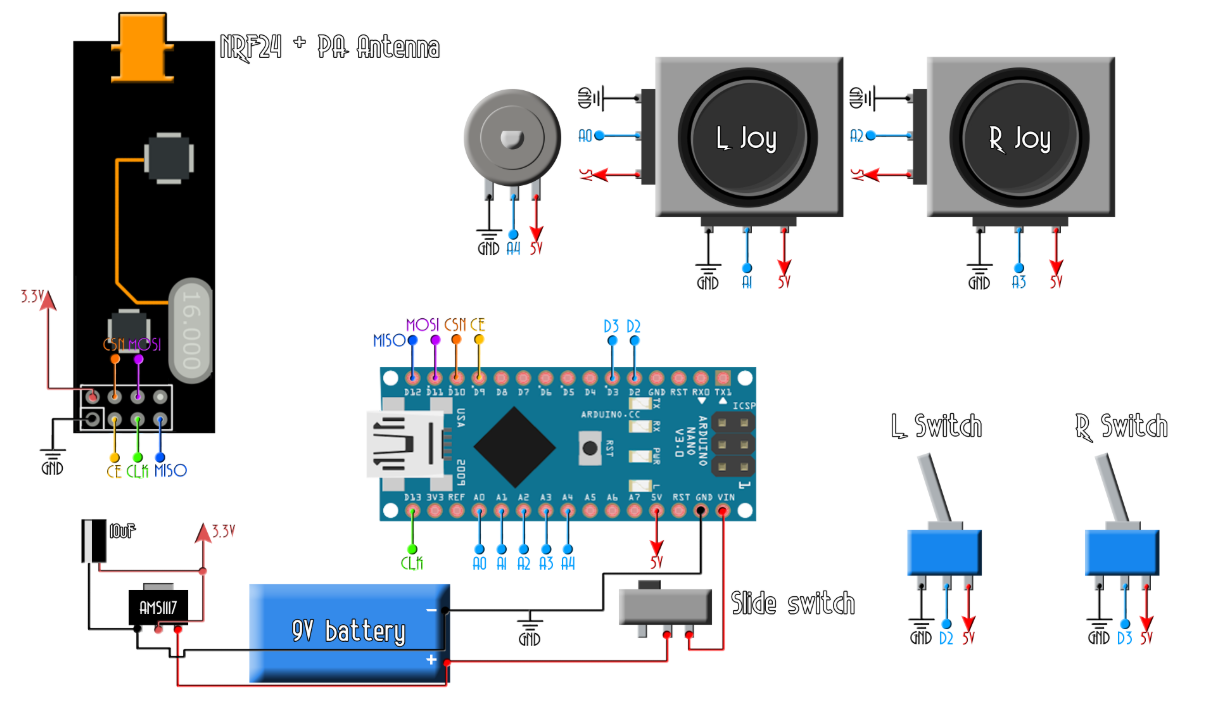 NRF24 + PA Antenna
16.000
3.3V
CSN MOSI
GND
CE CLK MISO
GND
A0
5V
L Joy
GND A1 5V
GND
A2
5V
R Joy
GND A3 5V
GND A4 5V
MISO MOSI CSN CE D3 D2
D12 D11 D10 D9 D8 D7 D6 D5 D4 D3 D2 GND RST RX0 TX1
TX
RX
PWR
L
ARDUINO.CC
RST
USA
2009
ARDUINO
NANO
V3.0
ICSP
1
D13 3V3 REF A0 A1 A2 A3 A4 A5 A6 A7 5V RST GND VIN
CLK A0 A1 A2 A3 A4 5V
L Switch
GND D2 5V
R Switch
GND D3 5V
10uF
3.3V
AMS1117
9V battery
−
+
GND
Slide switch